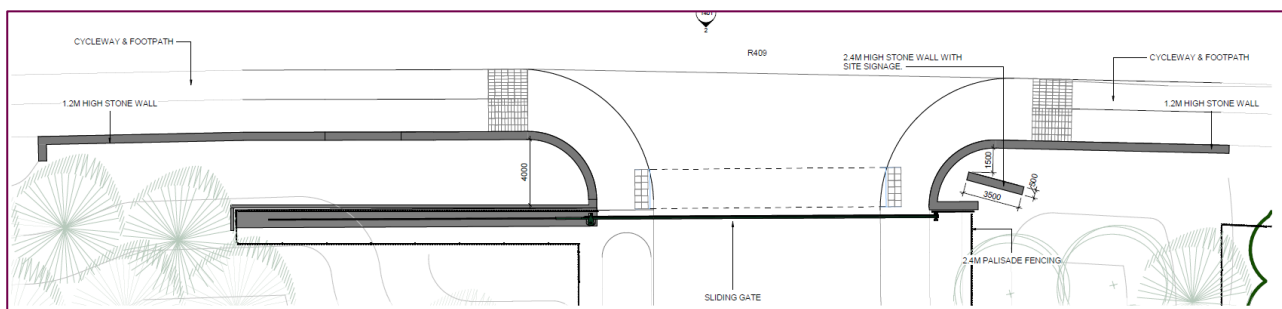 2
R409
CYCLEWAY & FOOTPATH
2.4M HIGH STONE WALL WITH
SITE SIGNAGE.
CYCLEWAY & FOOTPATH
1.2M HIGH STONE WALL
1.2M HIGH STONE WALL
4000
1500
500
3500
2.4M PALISADE FENCING
SLIDING GATE